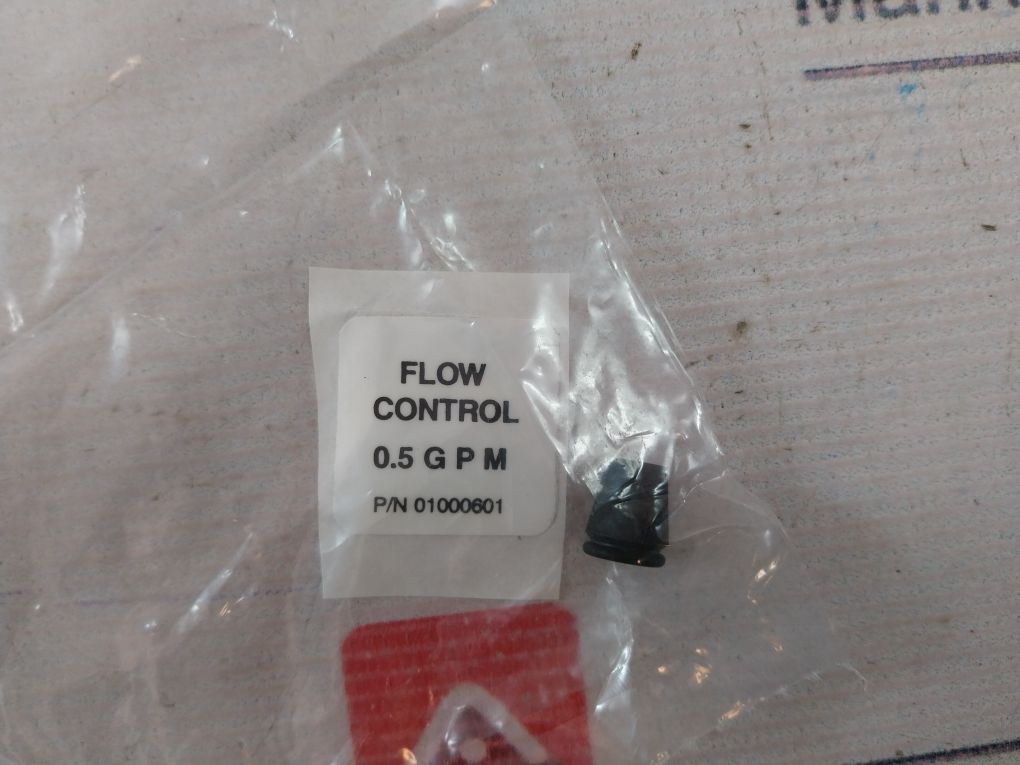 FLOW
CONTROL
0.5 G P M
P/N 01000601